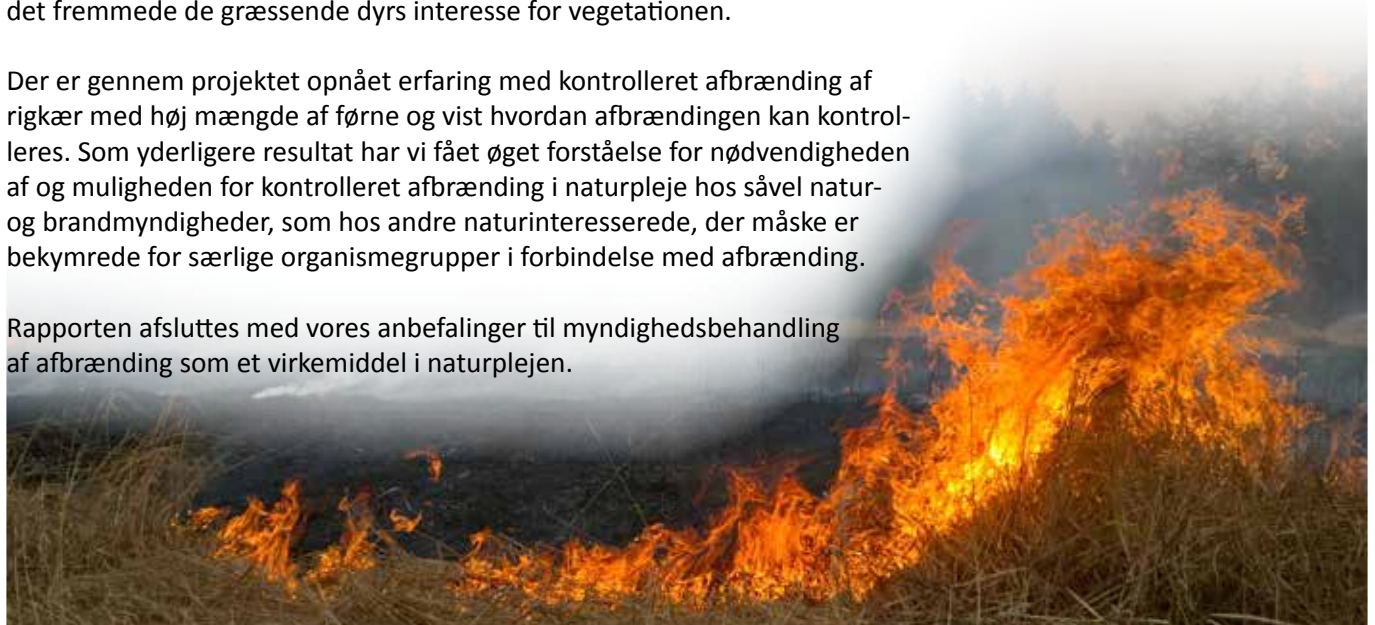 det fremmede de græssende dyrs interesse for vegetationen.
Der er gennem projektet opnået erfaring med kontrolleret afbrænding af
rigkær med høj mængde af førne og vist hvordan afbrændingen kan kontrol-
leres. Som yderligere resultat har vi fået øget forståelse for nødvendigheden
af og muligheden for kontrolleret afbrænding i naturpleje hos såvel natur-
og brandmyndigheder, som hos andre naturinteresserede, der måske er
bekymrede for særlige organismegrupper i forbindelse med afbrænding.
Rapporten afsluttes med vores anbefalinger til myndighedsbehandling
af afbrænding som et virkemiddel i naturplejen.